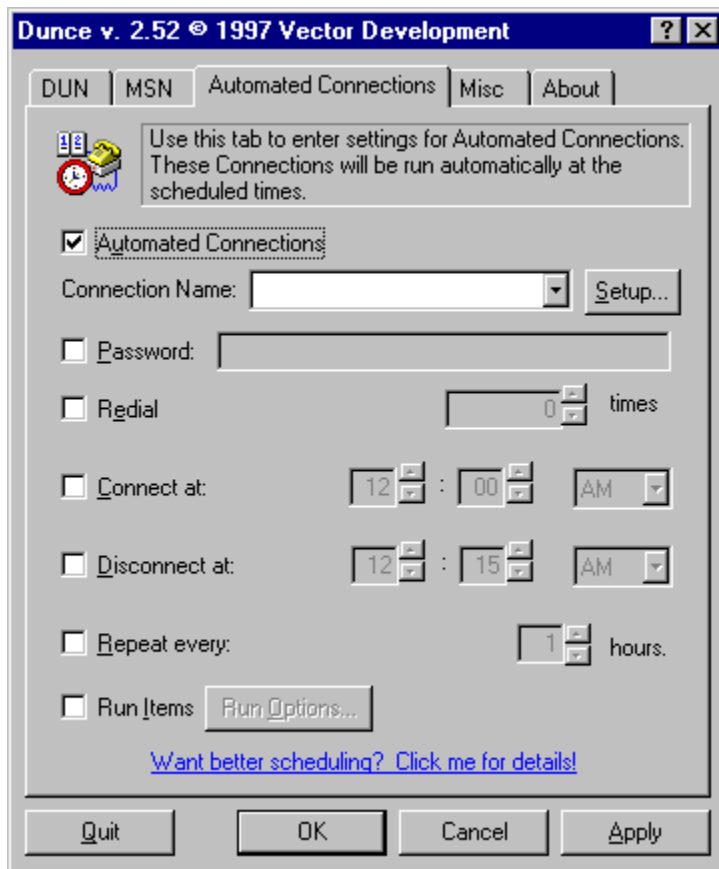 Dunce v. 2.52 © 1997 Vector Development
DUN MSN Automated Connections Misc About
Use this tab to enter settings for Automated Connections.
These Connections will be run automatically at the
scheduled times.
Automated Connections
Connection Name: Setup...
Password:
Redial 0 times
Connect at: 12 : 00 AM
Disconnect at: 12 : 15 AM
Repeat every: 1 hours.
Run Items Run Options...
Want better scheduling? Click me for details!
Quit OK Cancel Apply